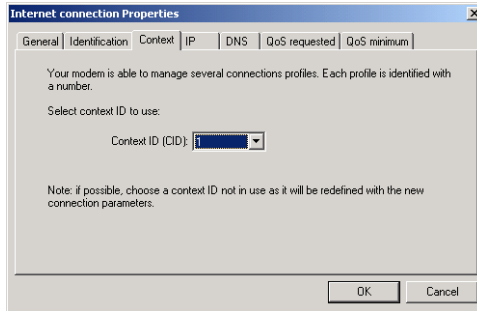 Internet connection Properties
General Identification Context IP DNS QoS requested QoS minimum
Your modem is able to manage several connections profiles. Each profile is identified with
a number.
Select context ID to use:
Context ID (CID): 1
Note: if possible, choose a context ID not in use as it will be redefined with the new
connection parameters.
OK Cancel